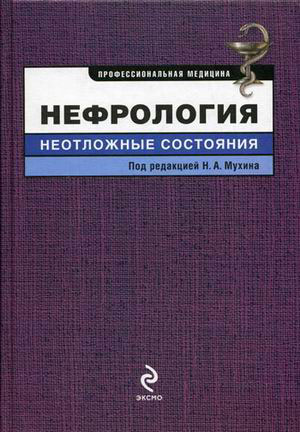 ПРОФЕССИОНАЛЬНАЯ МЕДИЦИНА
НЕФРОЛОГИЯ
НЕОТЛОЖНЫЕ СОСТОЯНИЯ
Под редакцией Н. А. Мухина
ЭКСМО